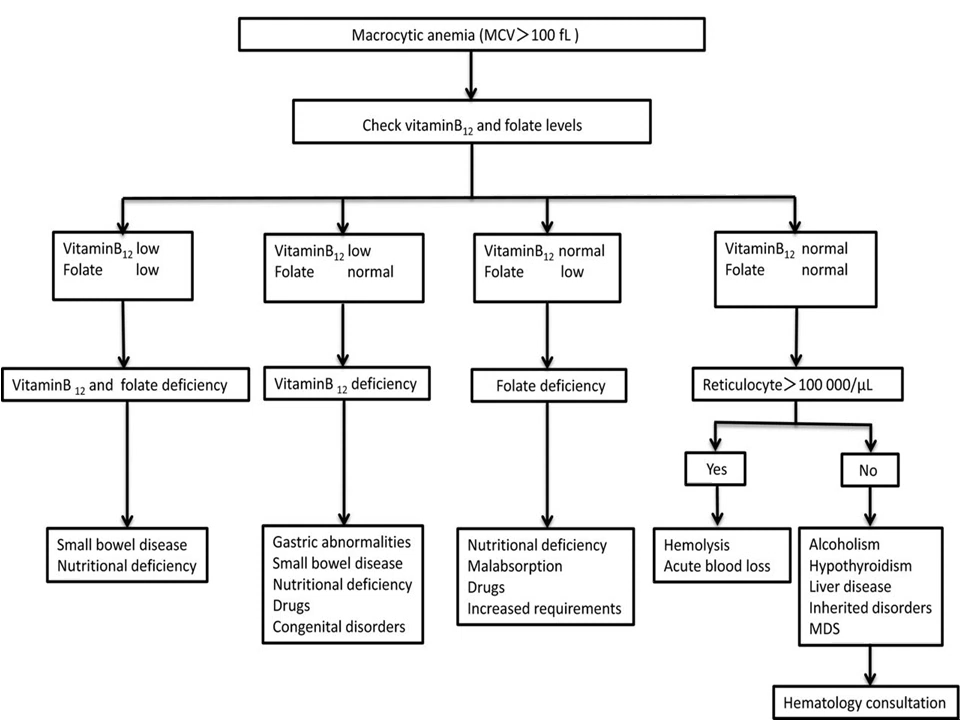 Macrocytic anemia (MCV＞100 fL )
Check vitaminB12 and folate levels
VitaminB12 low
Folate low
VitaminB12 low
Folate normal
VitaminB12 normal
Folate low
VitaminB12 normal
Folate normal
VitaminB 12 and folate deficiency
VitaminB 12 deficiency
Folate deficiency
Reticulocyte＞100 000/μL
Yes
No
Small bowel disease
Nutritional deficiency
Gastric abnormalities
Small bowel disease
Nutritional deficiency
Drugs
Congenital disorders
Nutritional deficiency
Malabsorption
Drugs
Increased requirements
Hemolysis
Acute blood loss
Alcoholism
Hypothyroidism
Liver disease
Inherited disorders
MDS
Hematology consultation